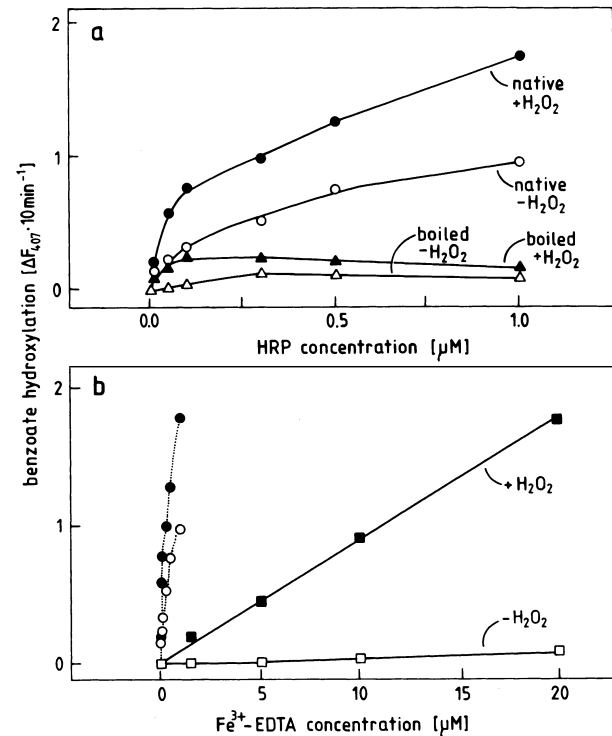 a
2
1
0
native
+H₂O₂
native
-H₂O₂
boiled
-H₂O₂
boiled
+H₂O₂
0.0
0.5
1.0
HRP concentration [µM]
benzoate hydroxylation [ΔF₄₀₇·10min⁻¹]
b
2
1
0
+H₂O₂
-H₂O₂
0
5
10
15
20
Fe³⁺-EDTA concentration [µM]